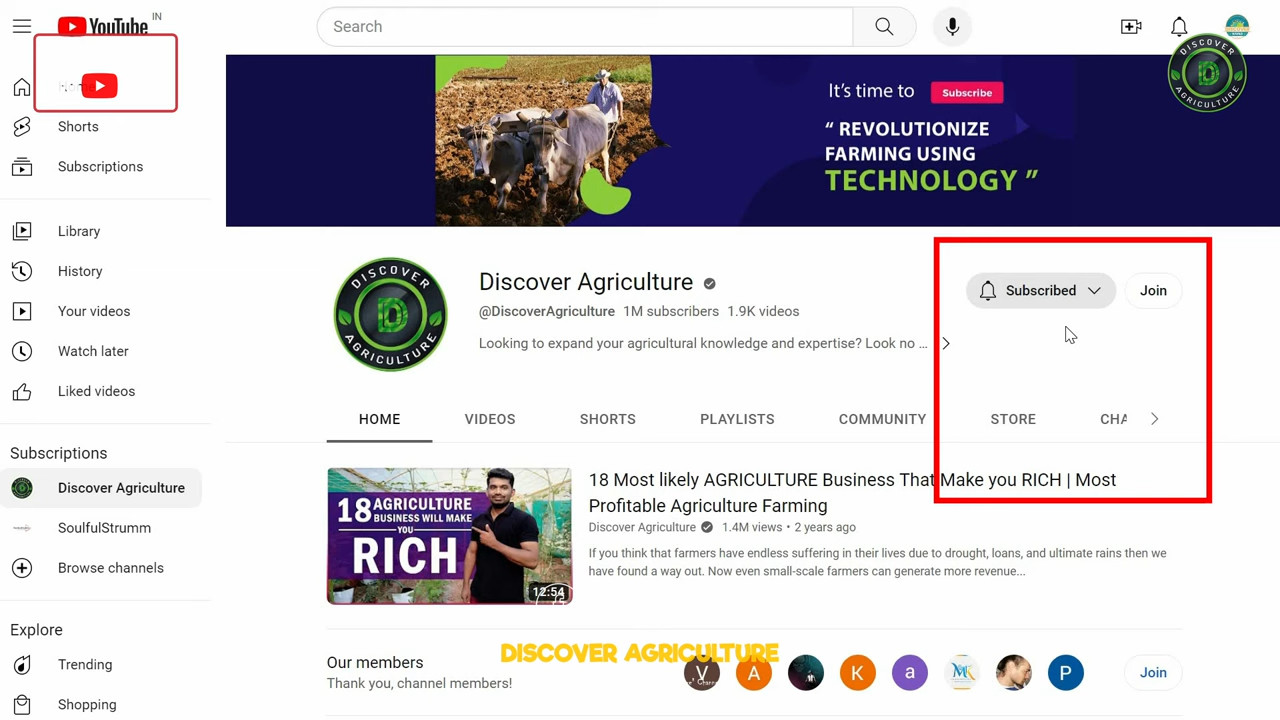 YouTube IN
Search
Home
Shorts
Subscriptions
Library
History
Your videos
Watch later
Liked videos
Subscriptions
Discover Agriculture
SoulfulStrumm
Browse channels
Explore
Trending
Shopping
It's time to Subscribe
“ REVOLUTIONIZE
FARMING USING
TECHNOLOGY ”
DISCOVER
D
AGRICULTURE
DISCOVER
D
AGRICULTURE
Discover Agriculture
@DiscoverAgriculture 1M subscribers 1.9K videos
Looking to expand your agricultural knowledge and expertise? Look no ...
Subscribed
Join
HOME VIDEOS SHORTS PLAYLISTS COMMUNITY STORE CHA
18 AGRICULTURE
BUSINESS WILL MAKE
YOU
RICH
12:54
18 Most likely AGRICULTURE Business That Make you RICH | Most
Profitable Agriculture Farming
Discover Agriculture 1.4M views • 2 years ago
If you think that farmers have endless suffering in their lives due to drought, loans, and ultimate rains then we
have found a way out. Now even small-scale farmers can generate more revenue...
DISCOVER AGRICULTURE
Our members
Thank you, channel members!
V A K a P
Join